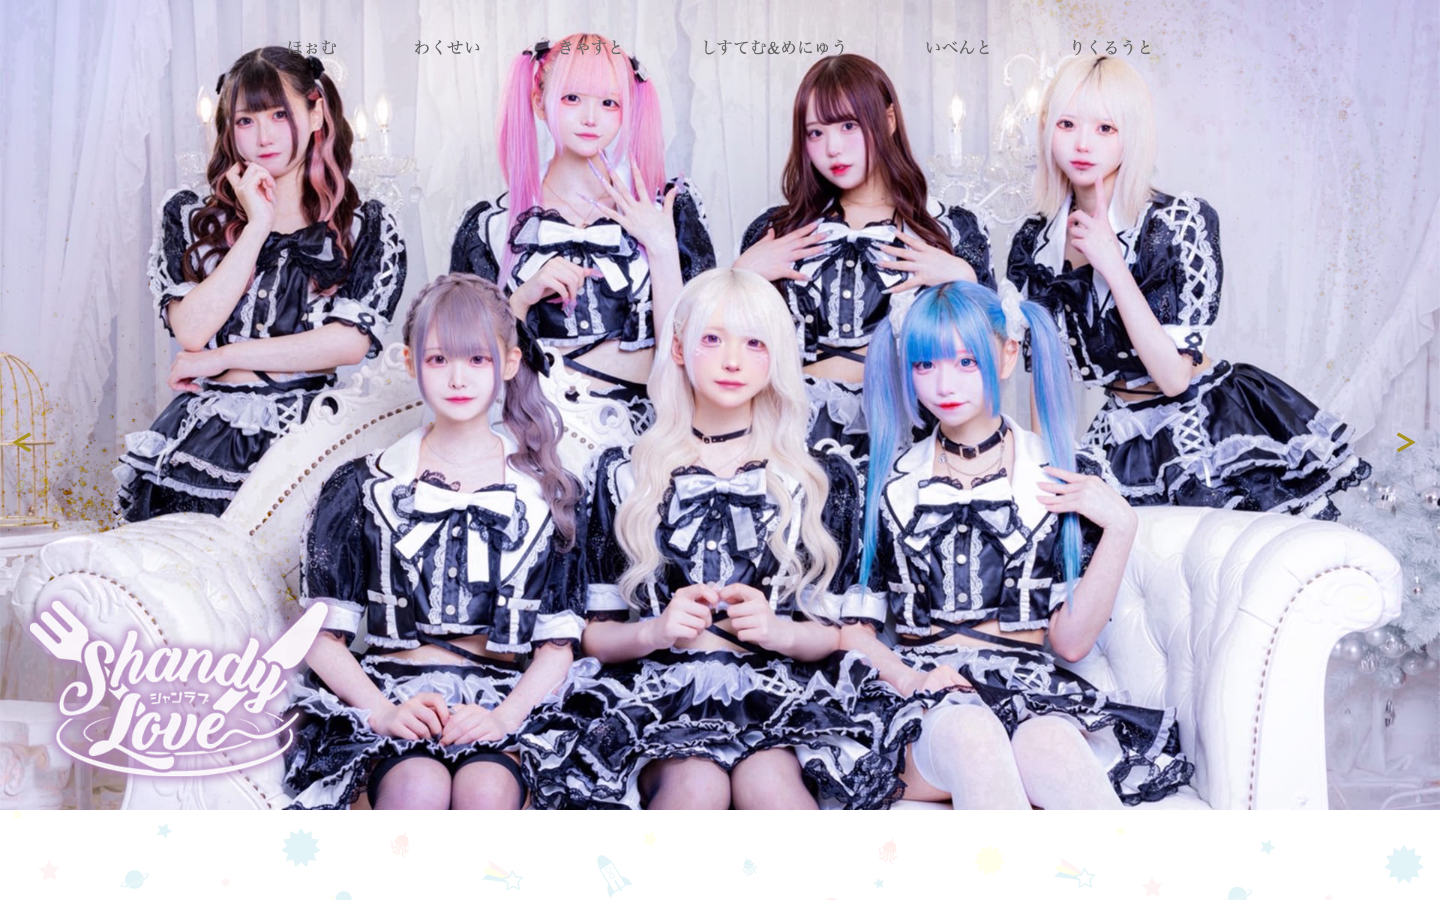 ほぉむ
わくせい
きゃすと
しすてむ&めにゅう
いべんと
りくるうと
Shandy
シャンラブ
Love